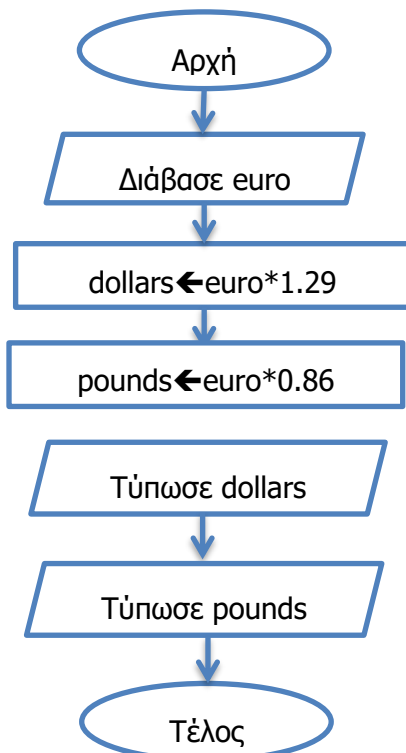 Αρχή
Διάβασε euro
dollars🡸euro*1.29
pounds🡸euro*0.86
Τύπωσε dollars
Τύπωσε pounds
Τέλος